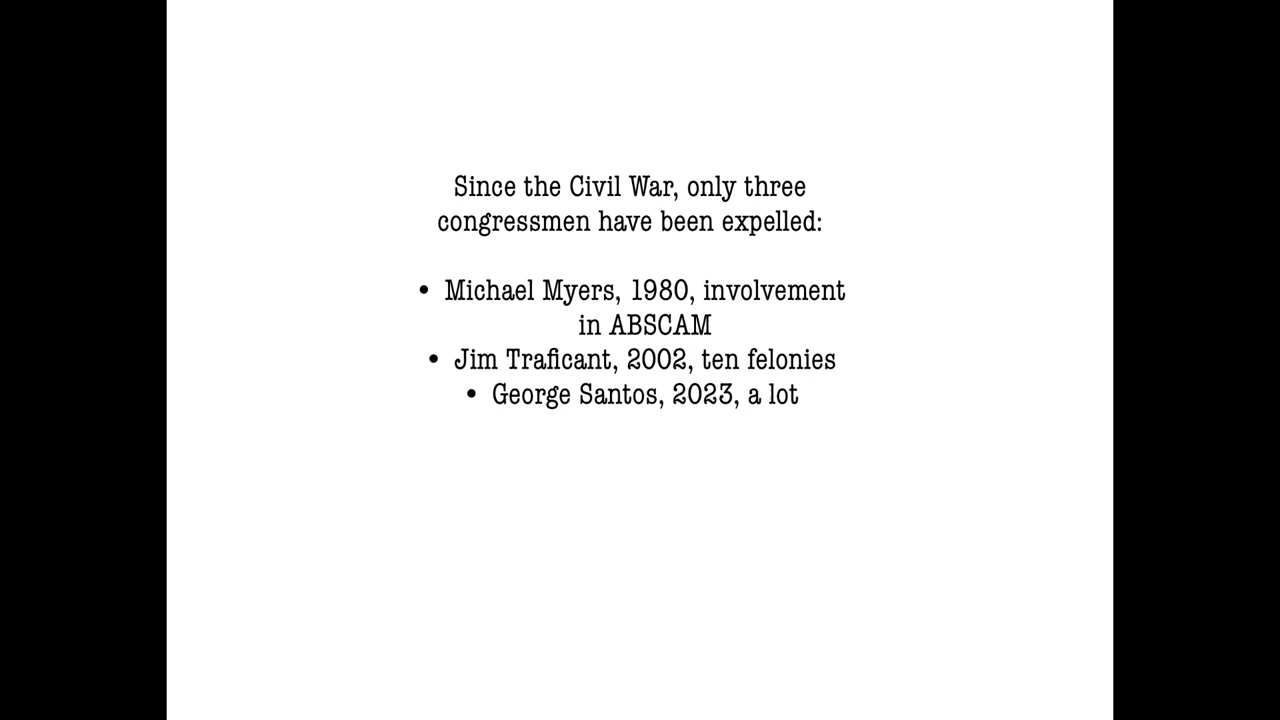 Since the Civil War, only three
congressmen have been expelled:
• Michael Myers, 1980, involvement
in ABSCAM
• Jim Traficant, 2002, ten felonies
• George Santos, 2023, a lot